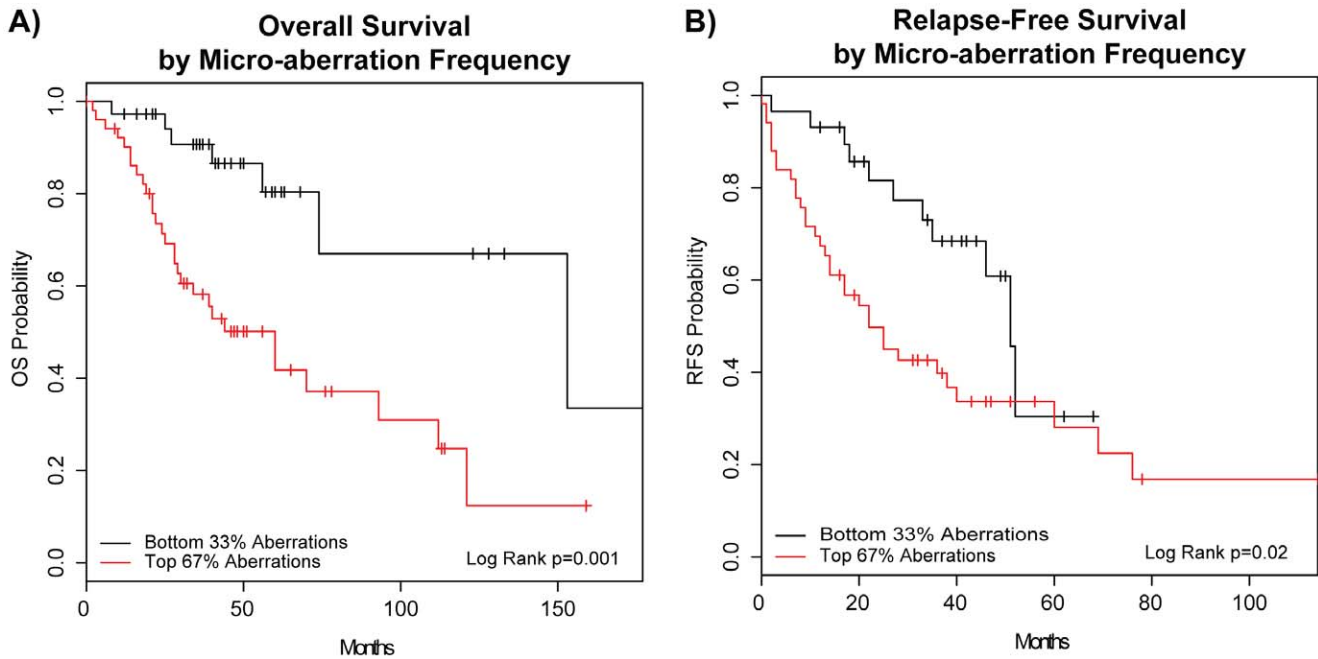 A)
Overall Survival
by Micro-aberration Frequency
OS Probability
1.0
0.8
0.6
0.4
0.2
0.0
Bottom 33% Aberrations
Top 67% Aberrations
Log Rank p=0.001
0 50 100 150
Months
B)
Relapse-Free Survival
by Micro-aberration Frequency
RFS Probability
1.0
0.8
0.6
0.4
0.2
0.0
Bottom 33% Aberrations
Top 67% Aberrations
Log Rank p=0.02
0 20 40 60 80 100
Months